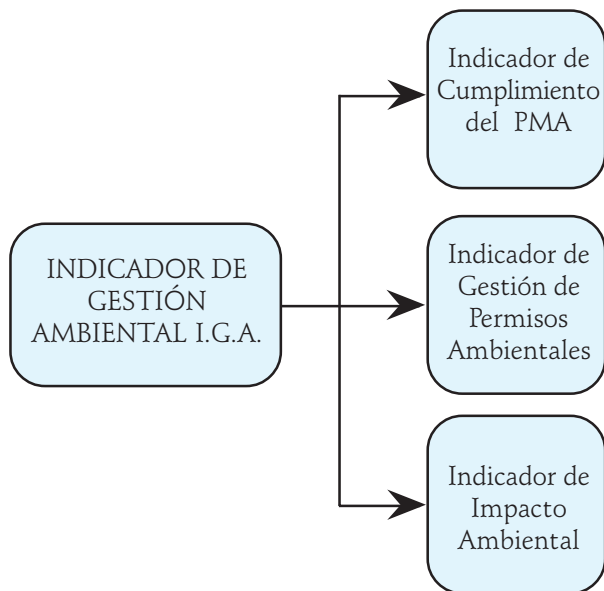 INDICADOR DE
GESTIÓN
AMBIENTAL I.G.A.
Indicador de
Cumplimiento
del PMA
Indicador de
Gestión de
Permisos
Ambientales
Indicador de
Impacto
Ambiental